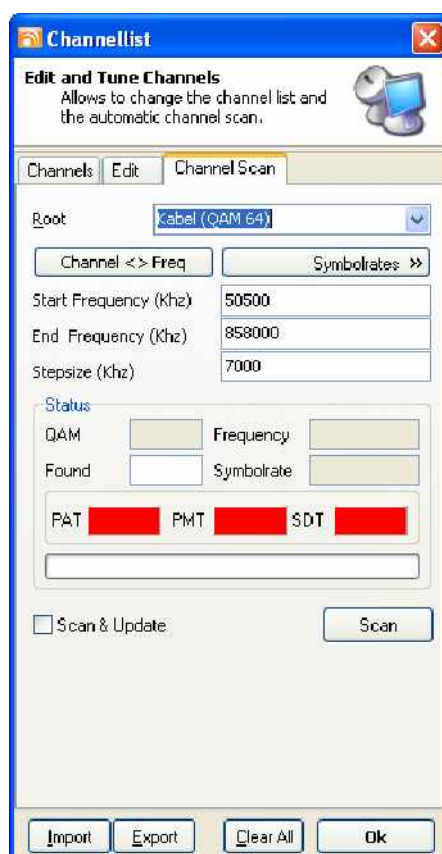 Channellist
Edit and Tune Channels
Allows to change the channel list and
the automatic channel scan.
Channels Edit Channel Scan
Root Kabel (QAM 64)
Channel <> Freq Symbolrates >>
Start Frequency (Khz) 50500
End Frequency (Khz) 858000
Stepsize (Khz) 7000
Status
QAM Frequency
Found Symbolrate
PAT PMT SDT
Scan & Update Scan
Import Export Clear All Ok